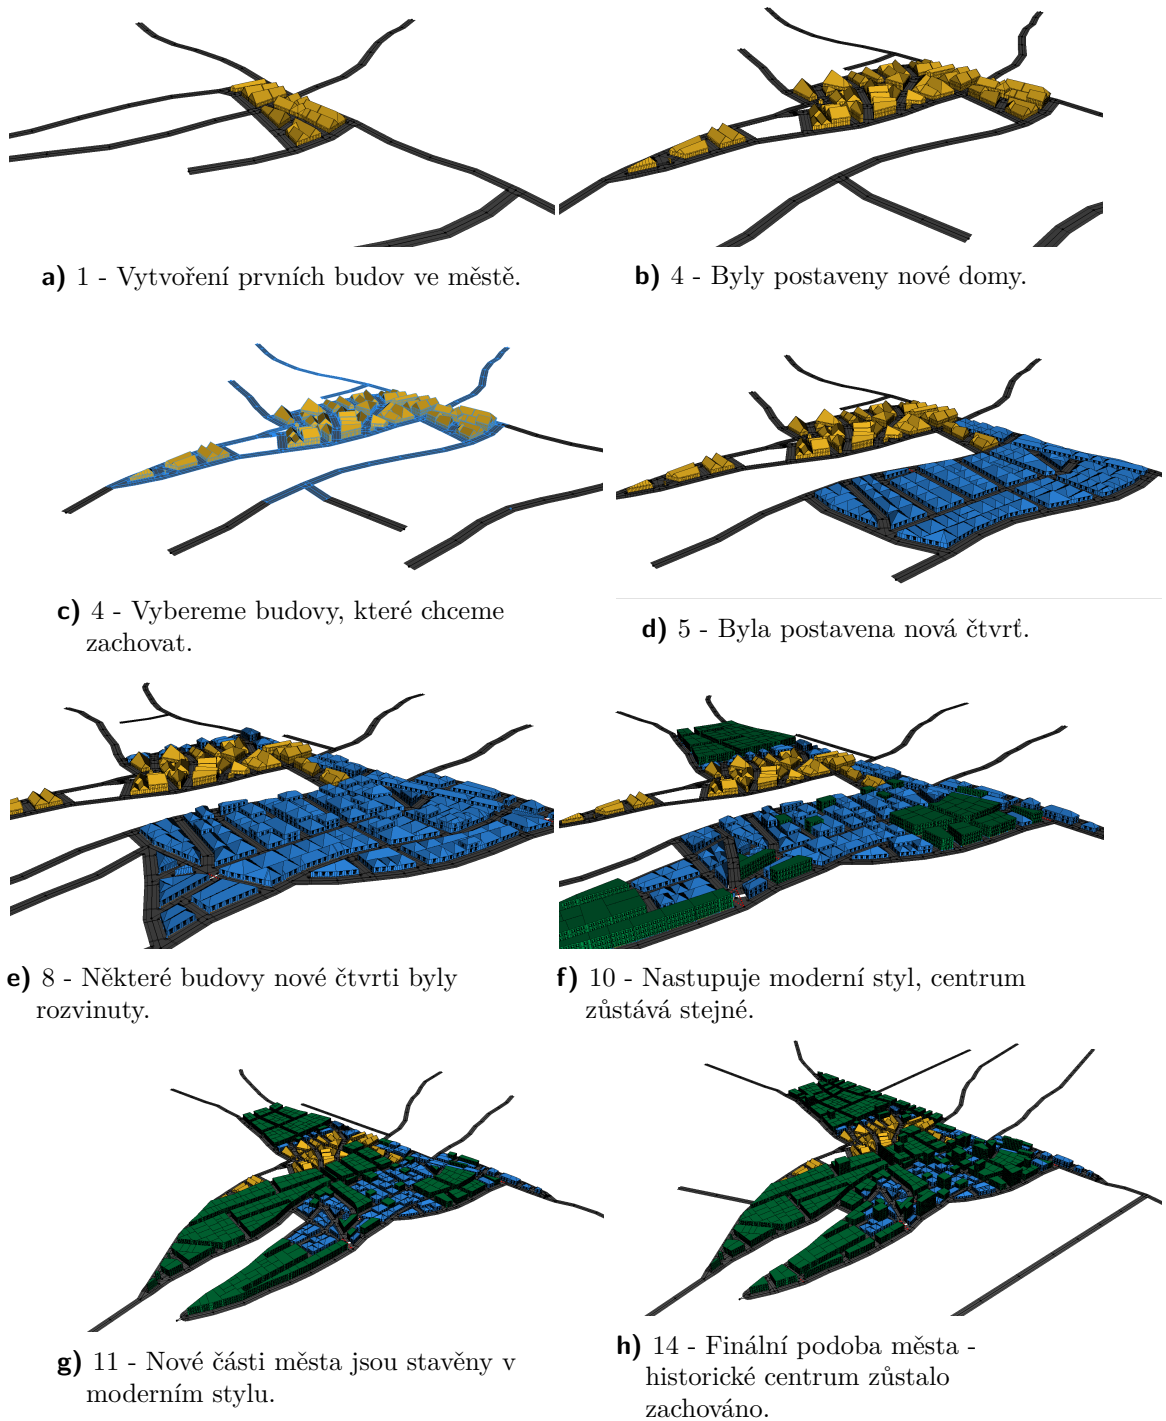 a) 1 - Vytvoření prvních budov ve městě.
b) 4 - Byly postaveny nové domy.
c) 4 - Vybereme budovy, které chceme
zachovat.
d) 5 - Byla postavena nová čtvrť.
e) 8 - Některé budovy nové čtvrti byly
rozvinuty.
f) 10 - Nastupuje moderní styl, centrum
zůstává stejné.
g) 11 - Nové části města jsou stavěny v
moderním stylu.
h) 14 - Finální podoba města -
historické centrum zůstalo
zachováno.